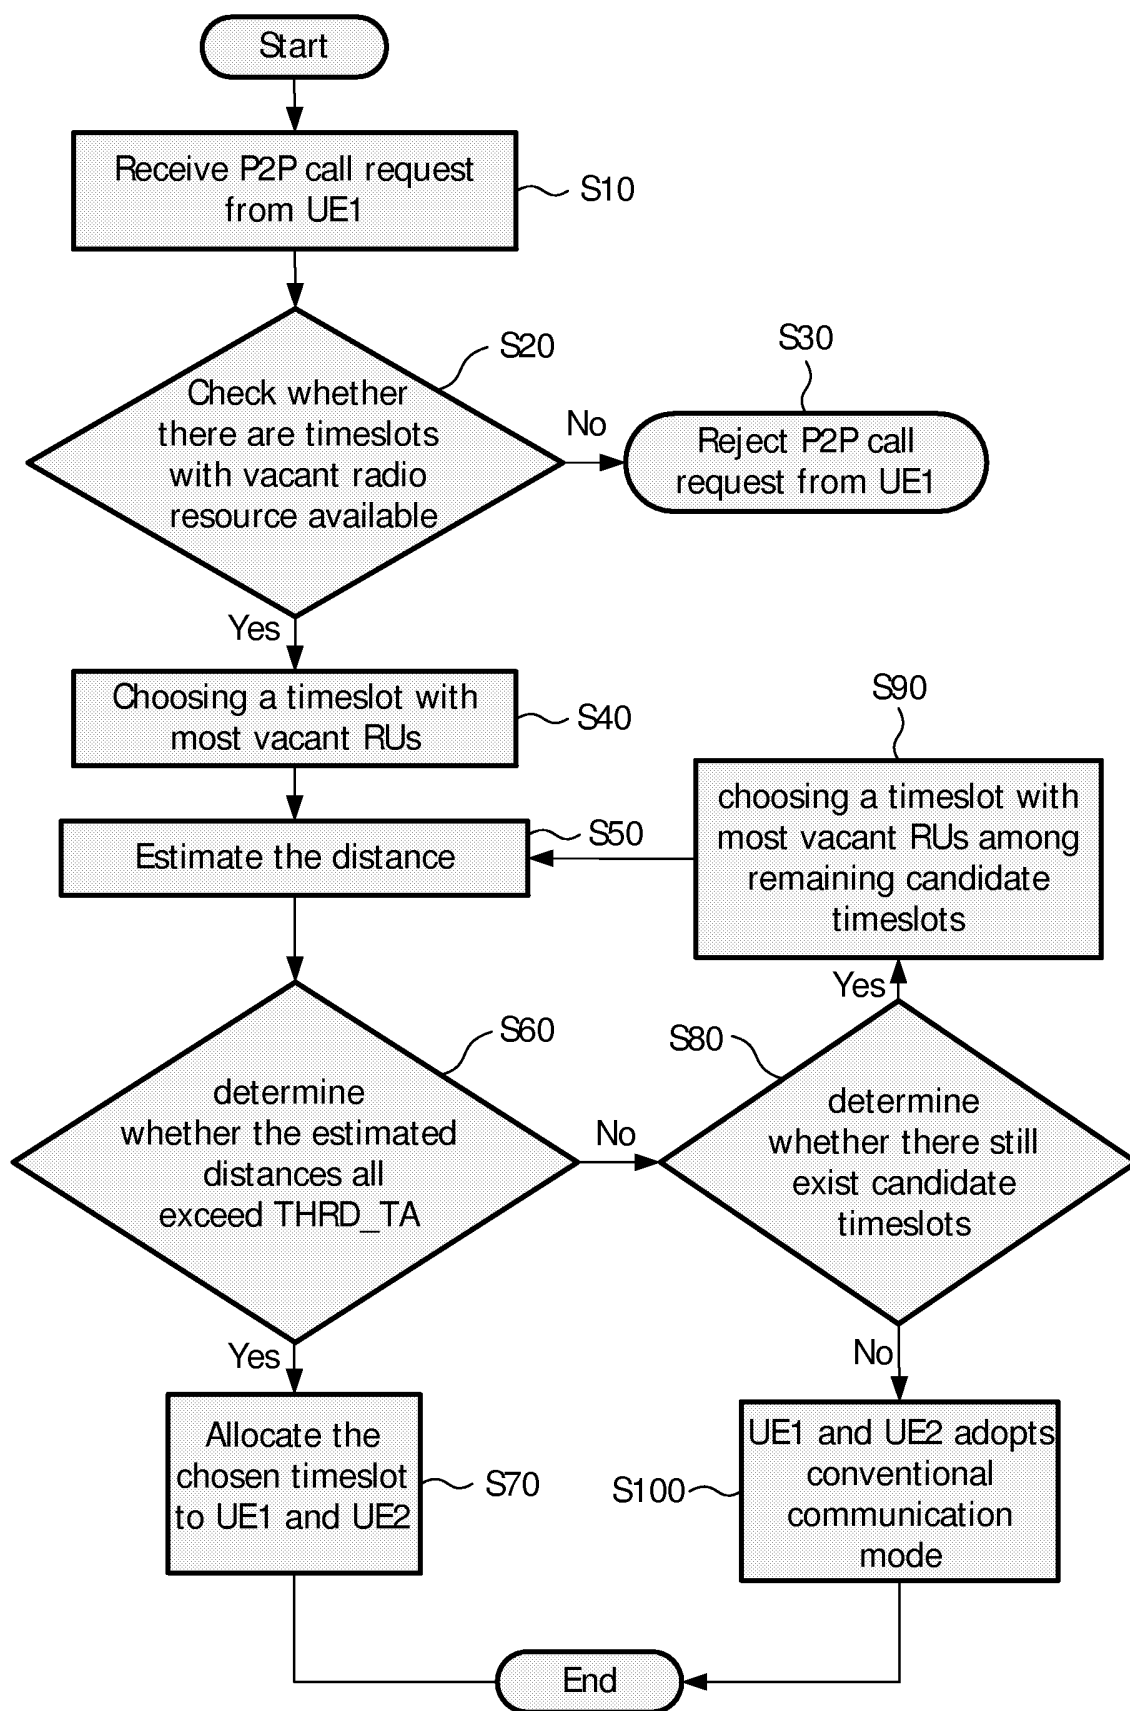 Start
Receive P2P call request
from UE1
S10
S20
Check whether
there are timeslots
with vacant radio
resource available
No
S30
Reject P2P call
request from UE1
Yes
Choosing a timeslot with
most vacant RUs
S40
S90
choosing a timeslot with
most vacant RUs among
remaining candidate
timeslots
Estimate the distance
S50
Yes
S60
determine
whether the estimated
distances all
exceed THRD_TA
No
S80
determine
whether there still
exist candidate
timeslots
Yes
No
Allocate the
chosen timeslot
to UE1 and UE2
S70
UE1 and UE2 adopts
conventional
communication
mode
S100
End